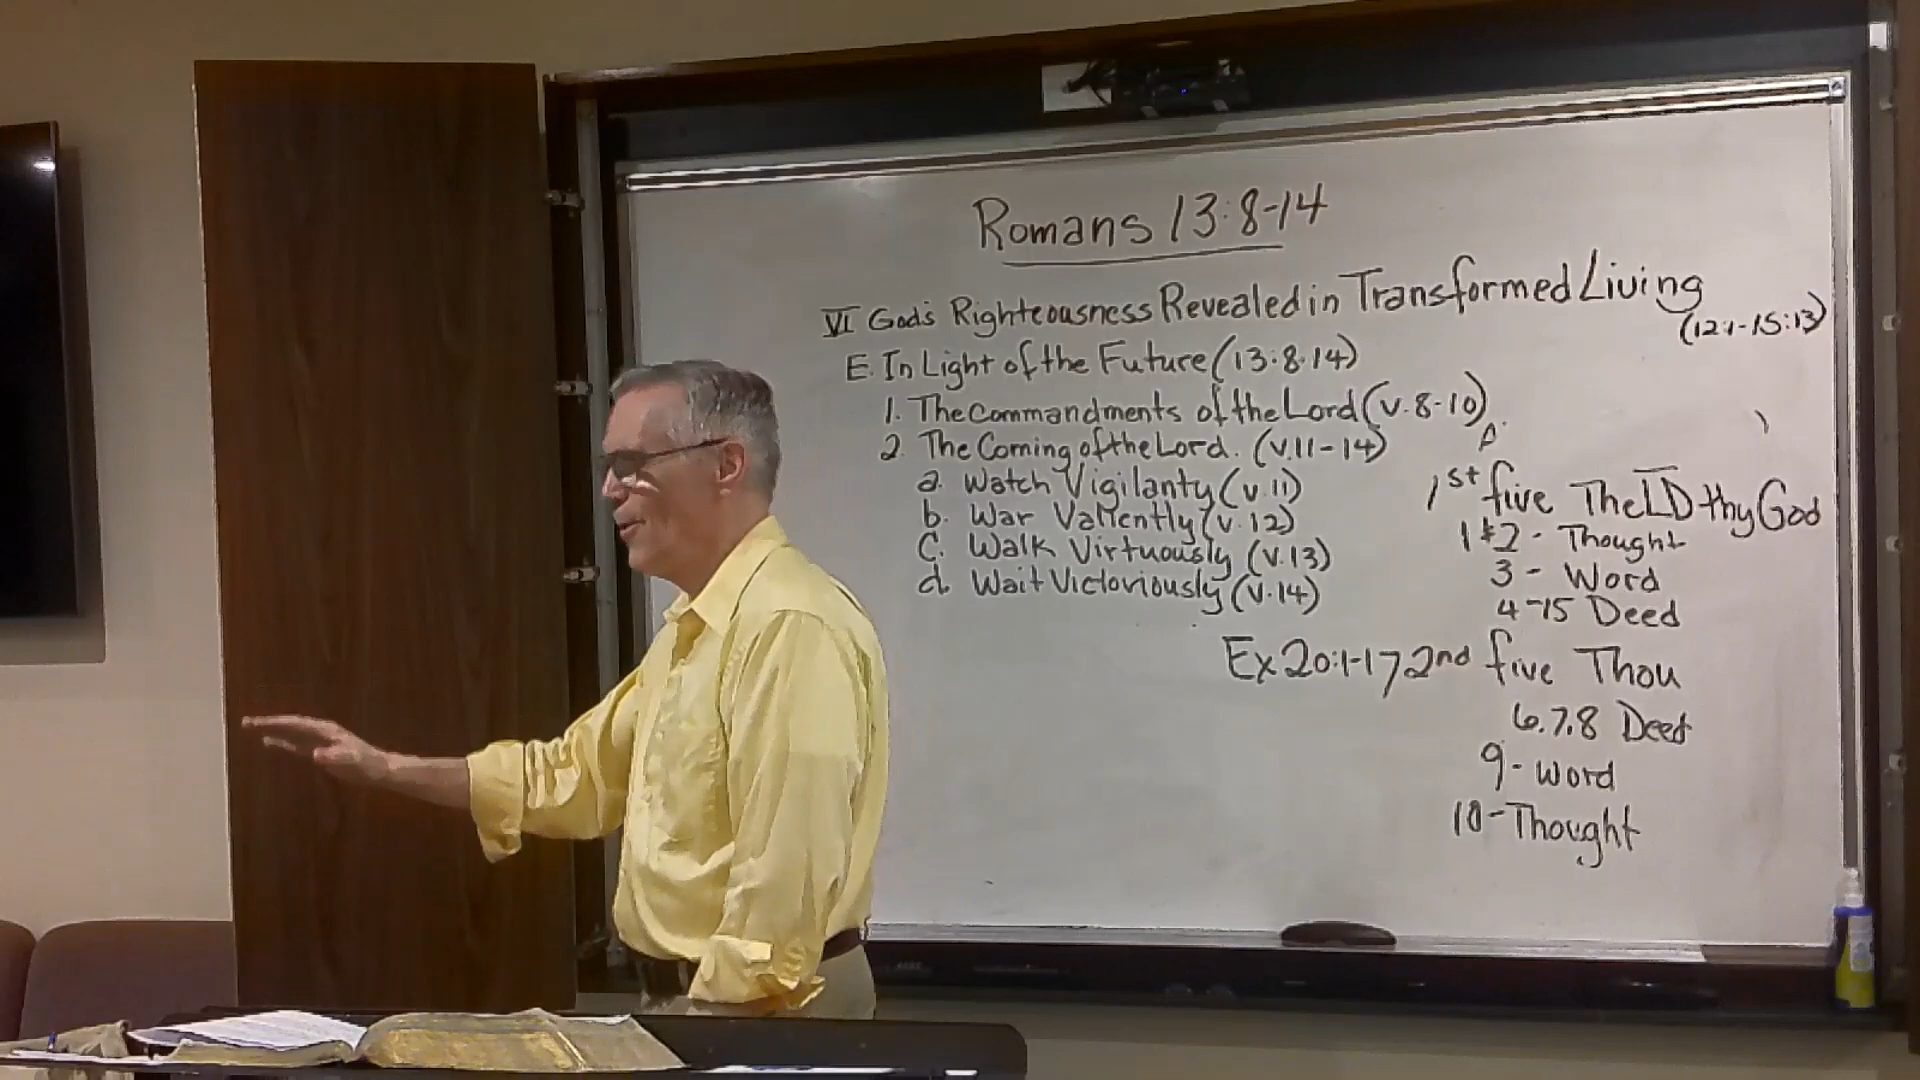 Romans 13:8-14
VI God's Righteousness Revealed in Transformed Living
(12:1-15:13)
E. In Light of the Future (13:8-14)
1. The Commandments of the Lord (v.8-10)
2. The Coming of the Lord. (v.11-14)
a. Watch Vigilanty (v.11)
b. War Valiently (v.12)
C. Walk Virtuously (v.13)
d. Wait Victoriously (v.14)
1st five The LD thy God
1 & 2 - Thought
3 - Word
4-15 Deed
Ex 20:1-17 2nd five Thou
6.7.8 Deed
9 - Word
10 - Thought